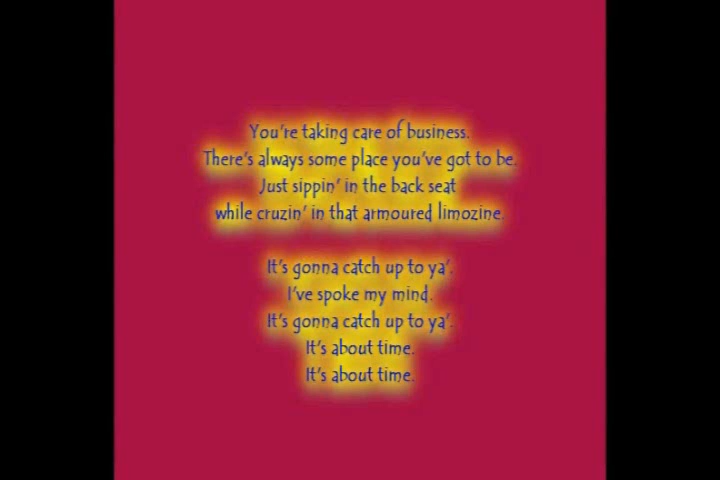 You're taking care of business.
There's always some place you've got to be.
Just sippin' in the back seat
while cruzin' in that armoured limozine.
It's gonna catch up to ya'.
I've spoke my mind.
It's gonna catch up to ya'.
It's about time.
It's about time.